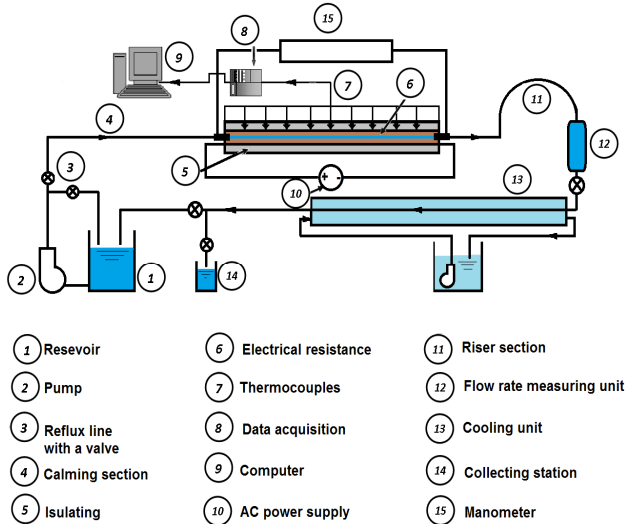 15
8
9
7
6
4
11
3
5
12
+ -
10
13
2
1
14
1 Resevoir
2 Pump
3 Reflux line
with a valve
4 Calming section
5 Isulating
6 Electrical resistance
7 Thermocouples
8 Data acquisition
9 Computer
10 AC power supply
11 Riser section
12 Flow rate measuring unit
13 Cooling unit
14 Collecting station
15 Manometer